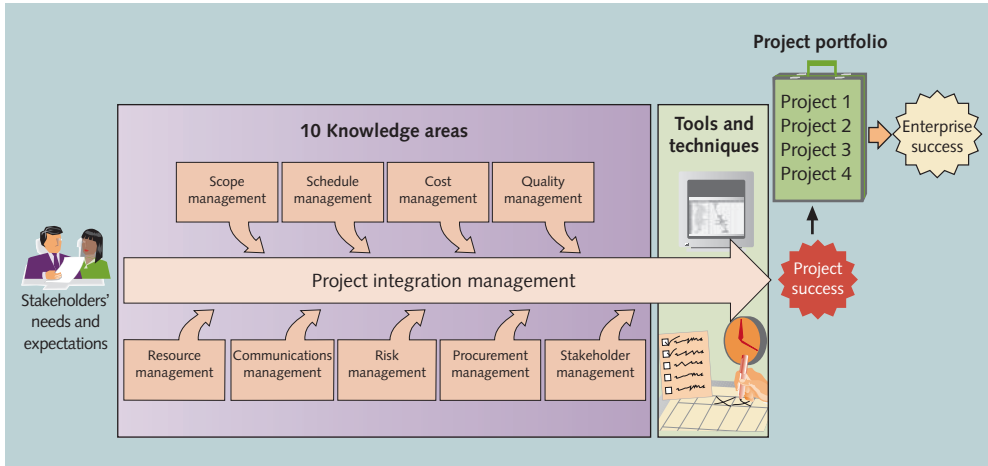 Project portfolio
Project 1
Project 2
Project 3
Project 4
Enterprise
success
10 Knowledge areas
Tools and
techniques
Scope
management
Schedule
management
Cost
management
Quality
management
Stakeholders’
needs and
expectations
Project integration management
Project
success
Resource
management
Communications
management
Risk
management
Procurement
management
Stakeholder
management